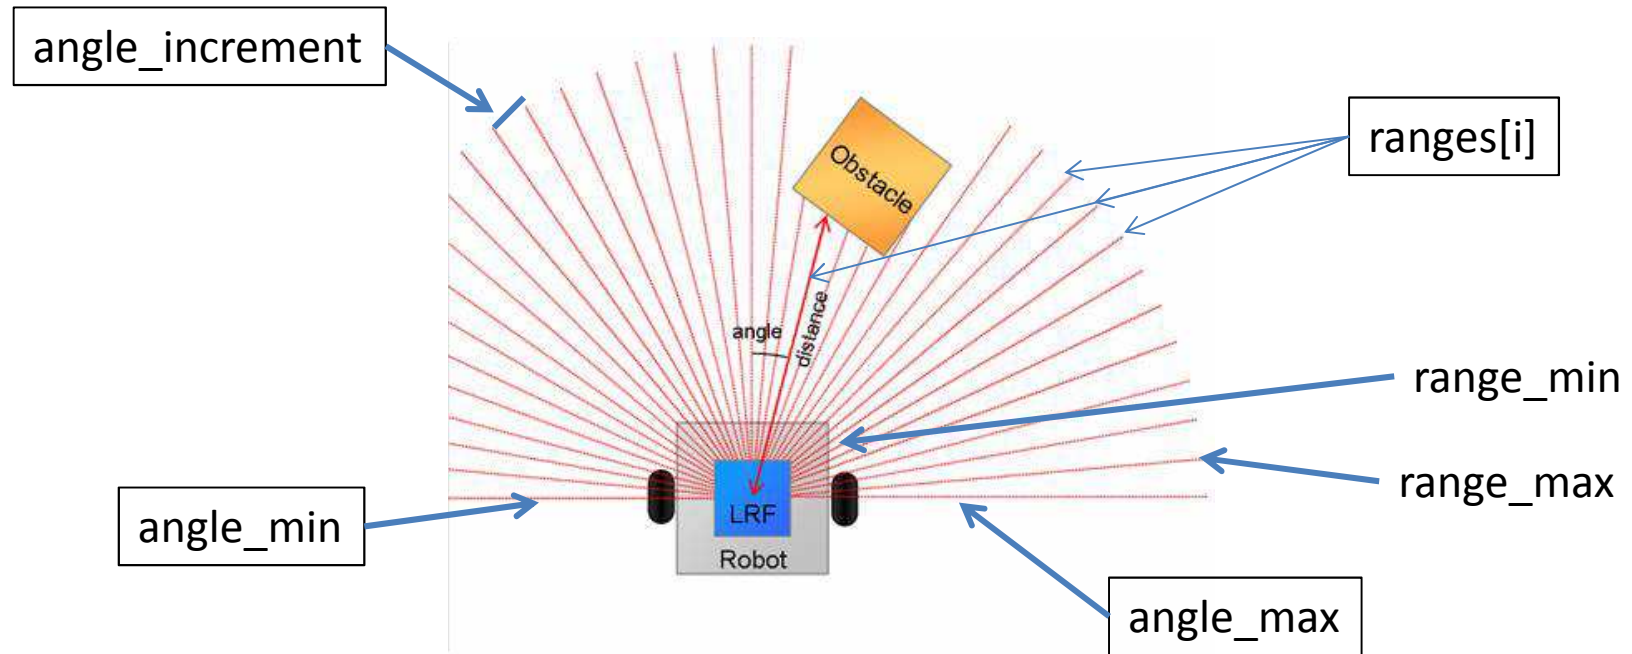 angle_increment
ranges[i]
Obstacle
angle
distance
range_min
range_max
LRF
angle_min
Robot
angle_max